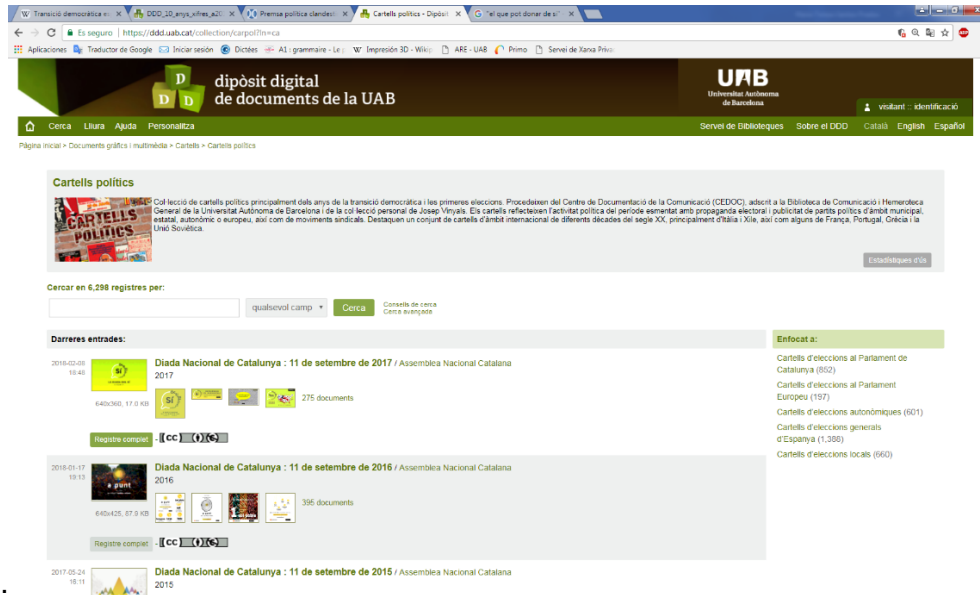 Transició democràtica es
DDD_10_anys_xifres_a20
Premsa política clandest
Cartells polítics - Dipòsit
"el que pot donar de sí"
Es seguro https://ddd.uab.cat/collection/carpol?ln=ca
Aplicaciones Traductor de Google Iniciar sesión Dictées A1 : grammaire - Le p Impresión 3D - Wikip ARE - UAB Primo Servei de Xarxa Priva
D D D
dipòsit digital
de documents de la UAB
UAB
Universitat Autònoma
de Barcelona
visitant :: identificació
Cerca Lliura Ajuda Personalitza Servei de Biblioteques Sobre el DDD Català English Español
Pàgina inicial > Documents gràfics i multimèdia > Cartells > Cartells polítics
Cartells polítics
CARTELLS
POLÍTICS
Col·lecció de cartells polítics principalment dels anys de la transició democràtica i les primeres eleccions. Procedeixen del Centre de Documentació de la Comunicació (CEDOC), adscrit a la Biblioteca de Comunicació i Hemeroteca
General de la Universitat Autònoma de Barcelona i de la col·lecció personal de Josep Vinyals. Els cartells reflecteixen l'activitat política del període esmentat amb propaganda electoral i publicitat de partits polítics d'àmbit municipal,
estatal, autonòmic o europeu, així com de moviments sindicals. Destaquen un conjunt de cartells d'àmbit internacional de diferents dècades del segle XX, principalment d'Itàlia i Xile, així com alguns de França, Portugal, Grècia i la
Unió Soviètica.
Estadístiques d'ús
Cercar en 6,298 registres per:
qualsevol camp Cerca
Consells de cerca
Cerca avançada
Darreres entrades:
Enfocat a:
2018-02-08
18:48
Sí
640x360, 17.0 KB
Diada Nacional de Catalunya : 11 de setembre de 2017 / Assemblea Nacional Catalana
2017
Sí
275 documents
Registre complet - CC
Cartells d'eleccions al Parlament de
Catalunya (852)
Cartells d'eleccions al Parlament
Europeu (197)
Cartells d'eleccions autonòmiques (601)
Cartells d'eleccions generals
d'Espanya (1,388)
Cartells d'eleccions locals (660)
2018-01-17
19:13
a punt
640x425, 87.9 KB
Diada Nacional de Catalunya : 11 de setembre de 2016 / Assemblea Nacional Catalana
2016
395 documents
Registre complet - CC
2017-05-24
18:11
Diada Nacional de Catalunya : 11 de setembre de 2015 / Assemblea Nacional Catalana
2015
.